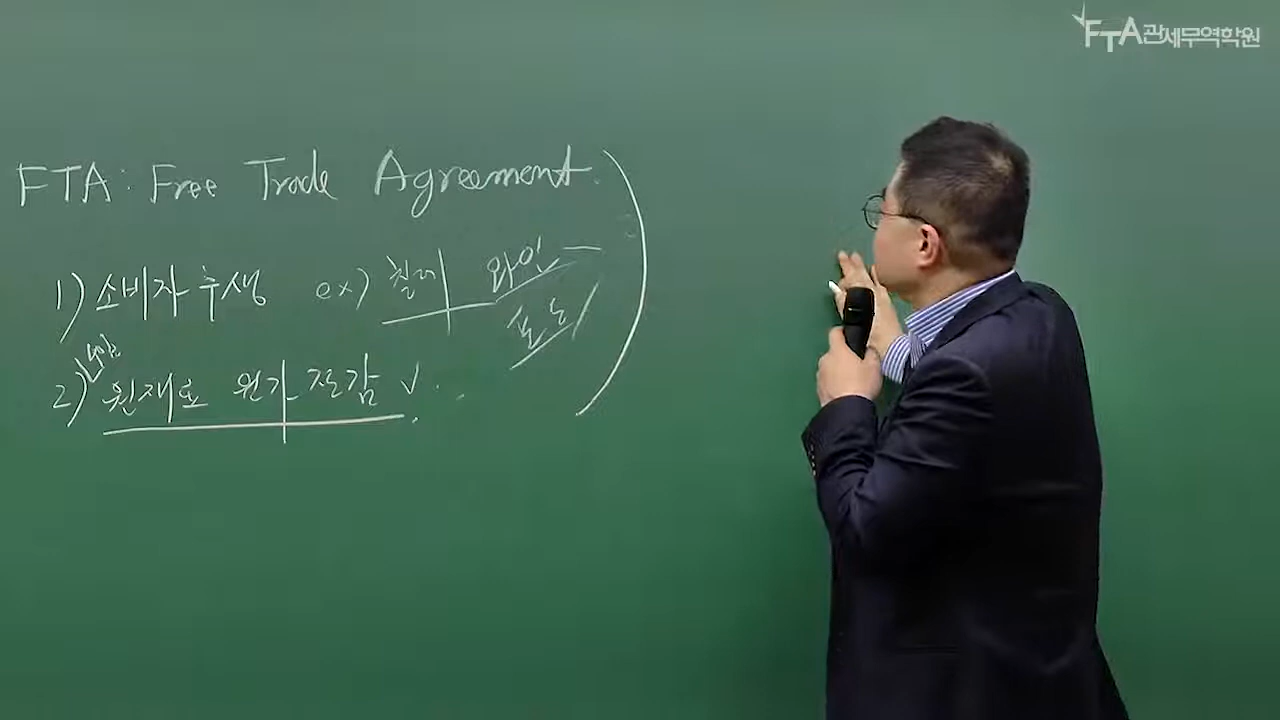 FTA관세무역학원
FTA : Free Trade Agreement.
1) 소비자 후생 ex) 칠레 와인
포도
2) 원재료 원가 절감 ✓